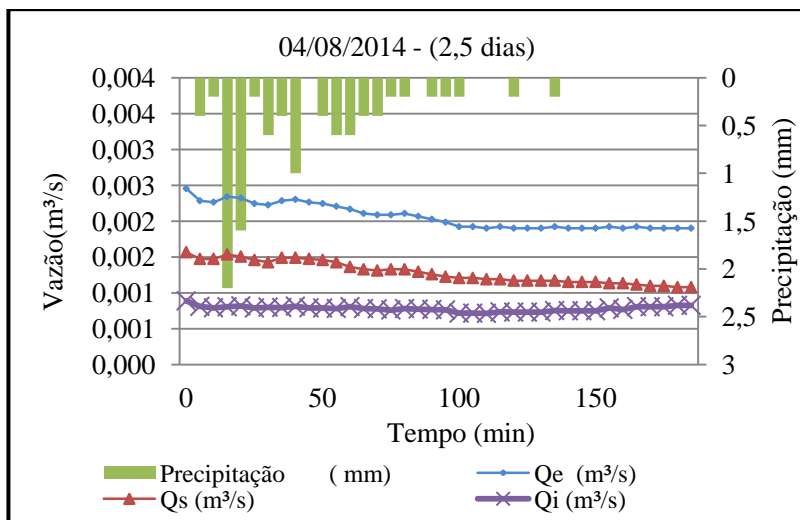 04/08/2014 - (2,5 dias)
Vazão(m³/s)
0,004
0,004
0,003
0,003
0,002
0,002
0,001
0,001
0,000
0
0,5
1
1,5
2
2,5
3
Precipitação (mm)
0 50 100 150
Tempo (min)
Precipitação ( mm) Qe (m³/s)
Qs (m³/s) Qi (m³/s)